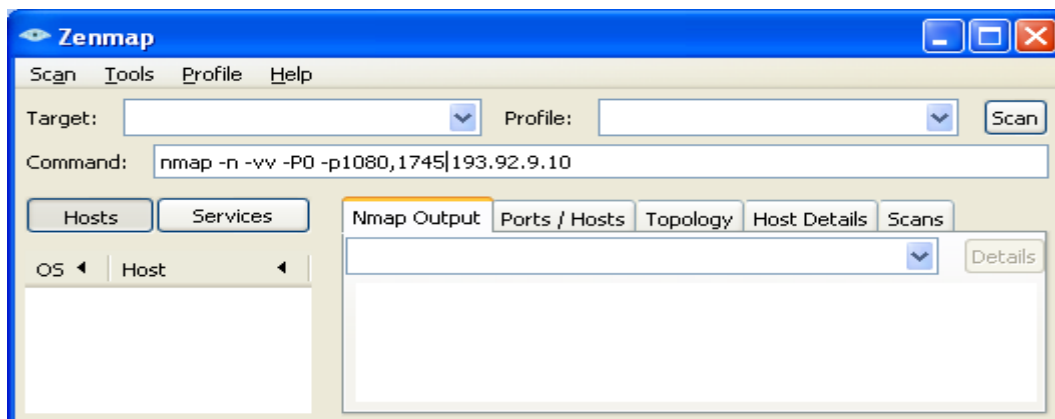 Zenmap
Scan Tools Profile Help
Target: Profile: Scan
Command: nmap -n -vv -P0 -p1080,1745 193.92.9.10
Hosts Services Nmap Output Ports / Hosts Topology Host Details Scans
OS Host Details